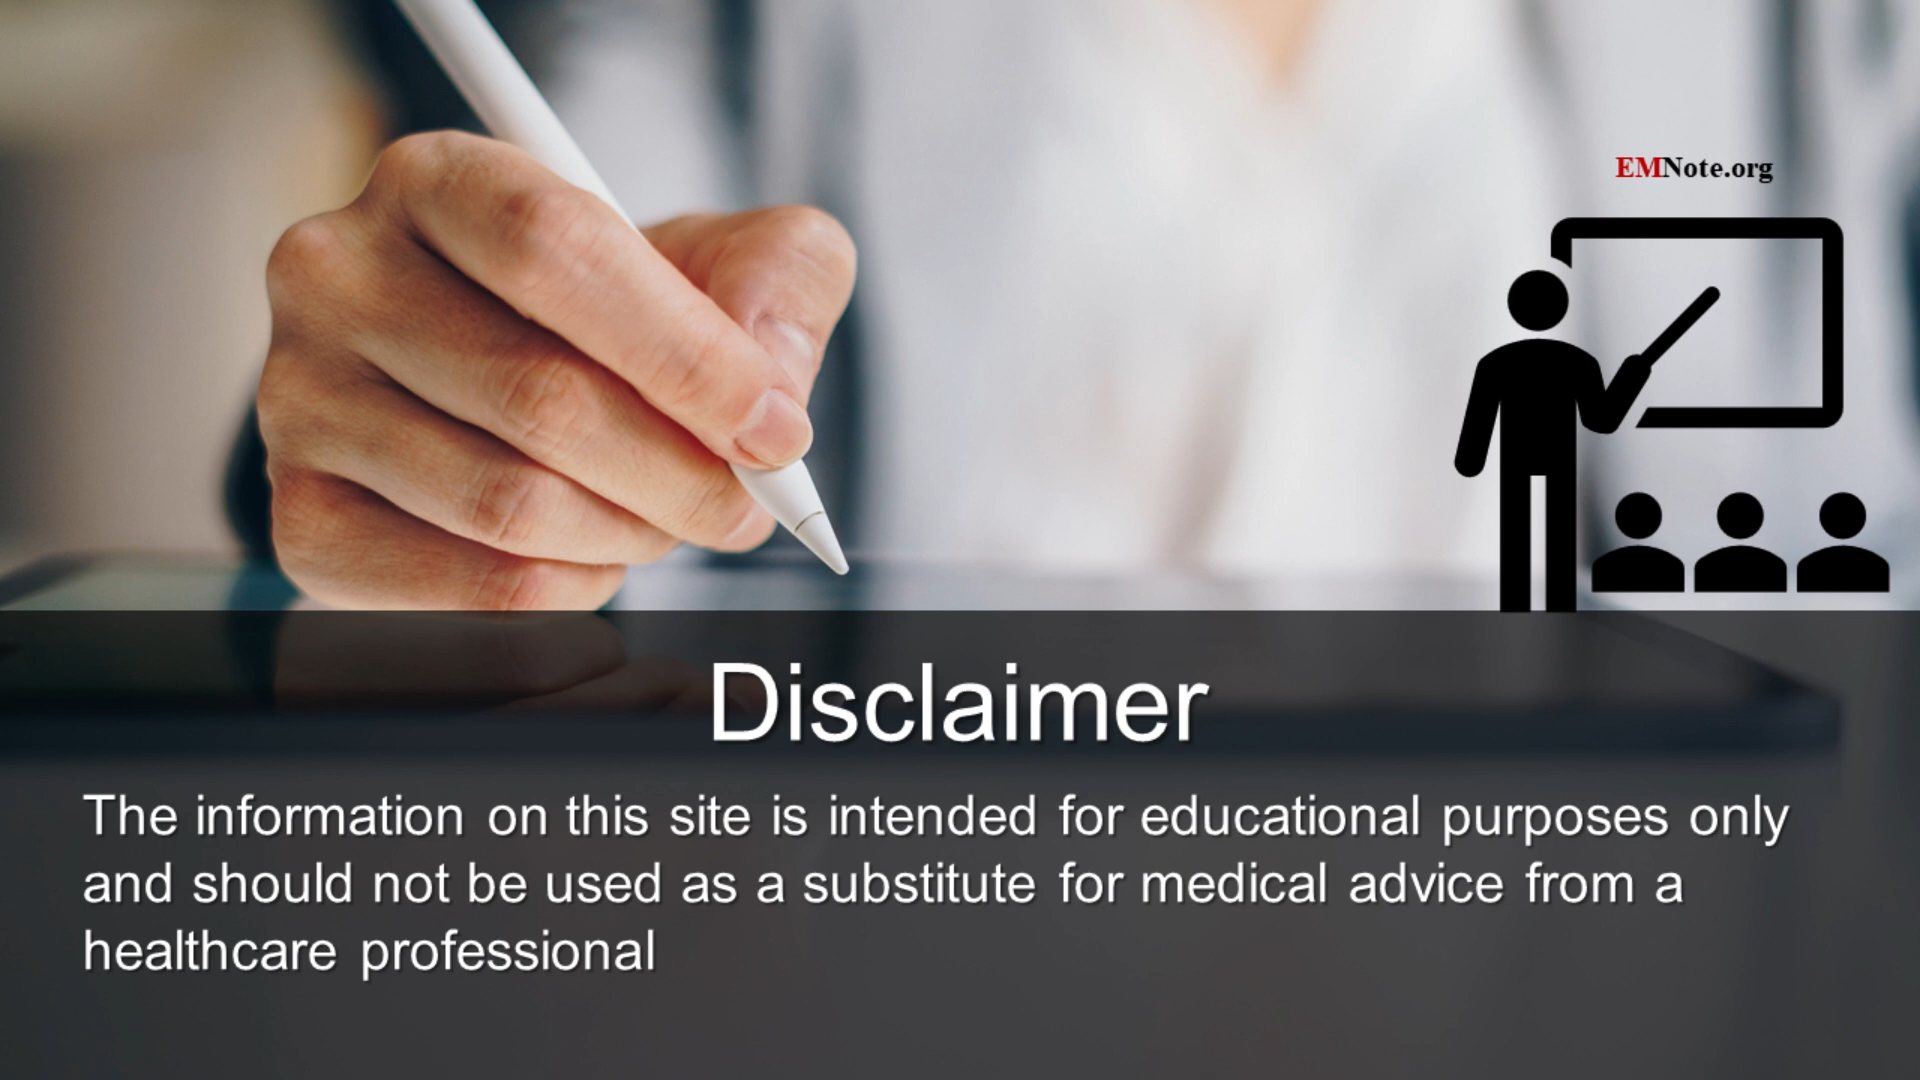 EMNote.org
Disclaimer
The information on this site is intended for educational purposes only
and should not be used as a substitute for medical advice from a
healthcare professional